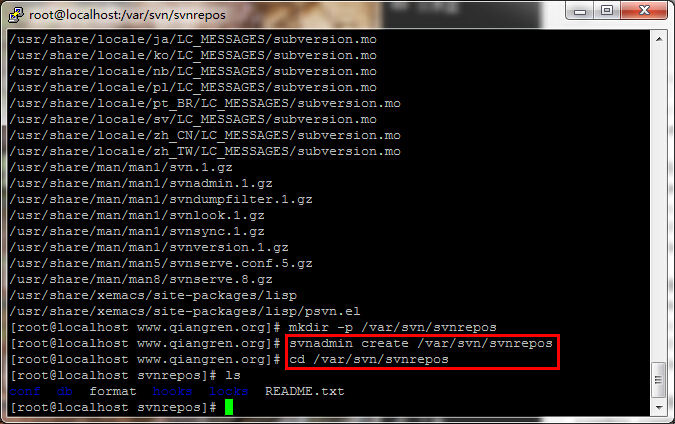 root@localhost:/var/svn/svnrepos
/usr/share/locale/ja/LC_MESSAGES/subversion.mo
/usr/share/locale/ko/LC_MESSAGES/subversion.mo
/usr/share/locale/nb/LC_MESSAGES/subversion.mo
/usr/share/locale/pl/LC_MESSAGES/subversion.mo
/usr/share/locale/pt_BR/LC_MESSAGES/subversion.mo
/usr/share/locale/sv/LC_MESSAGES/subversion.mo
/usr/share/locale/zh_CN/LC_MESSAGES/subversion.mo
/usr/share/locale/zh_TW/LC_MESSAGES/subversion.mo
/usr/share/man/man1/svn.1.gz
/usr/share/man/man1/svnadmin.1.gz
/usr/share/man/man1/svndumpfilter.1.gz
/usr/share/man/man1/svnlook.1.gz
/usr/share/man/man1/svnsync.1.gz
/usr/share/man/man1/svnversion.1.gz
/usr/share/man/man5/svnserve.conf.5.gz
/usr/share/man/man8/svnserve.8.gz
/usr/share/xemacs/site-packages/lisp
/usr/share/xemacs/site-packages/lisp/psvn.el
[root@localhost www.qiangren.org]# mkdir -p /var/svn/svnrepos
[root@localhost www.qiangren.org]# svnadmin create /var/svn/svnrepos
[root@localhost www.qiangren.org]# cd /var/svn/svnrepos
[root@localhost svnrepos]# ls
conf db format hooks locks README.txt
[root@localhost svnrepos]#